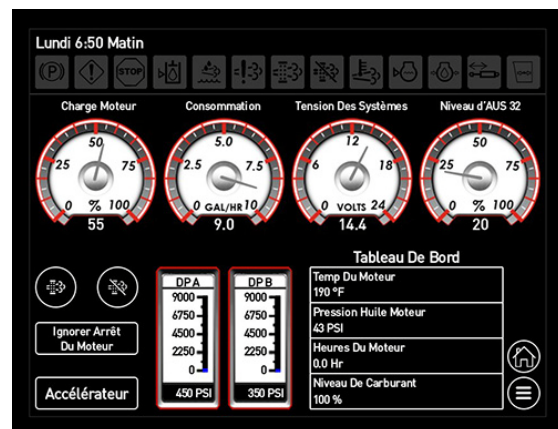 Lundi 6:50 Matin
(P) STOP
Charge Moteur Consommation Tension Des Systèmes Niveau d'AUS 32
50 5.0 12 50
25 75 2.5 7.5 6 18 25 75
0 % 100 0 GAL/HR 10 0 VOLTS 24 0 % 100
55 9.0 14.4 20
Ignorer Arrêt
Du Moteur
Accélérateur
DP A
9000
6750
4500
2250
0
450 PSI
DP B
9000
6750
4500
2250
0
350 PSI
Tableau De Bord
Temp Du Moteur
190 °F
Pression Huile Moteur
43 PSI
Heures Du Moteur
0.0 Hr
Niveau De Carburant
100 %